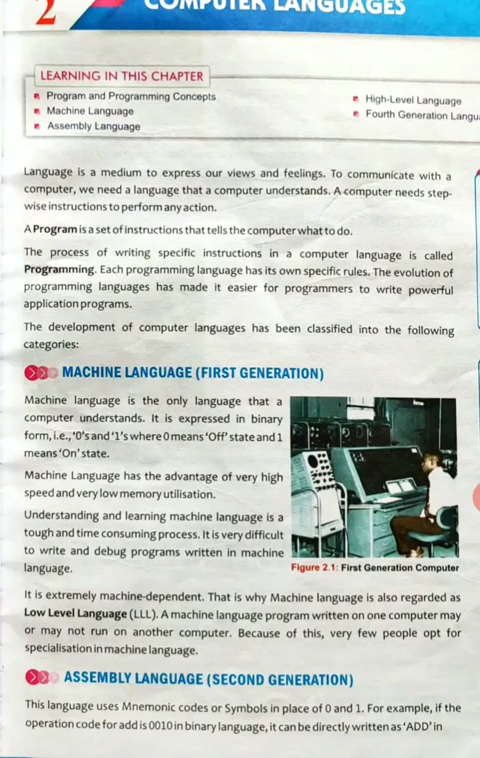 2
COMPUTER LANGUAGES
LEARNING IN THIS CHAPTER
Program and Programming Concepts
Machine Language
Assembly Language
High-Level Language
Fourth Generation
Language is a medium to express our views and feelings. To communicate with a
computer, we need a language that a computer understands. A computer needs step-
wise instructions to perform any action.
A Program is a set of instructions that tells the computer what to do.
The process of writing specific instructions in a computer language is called
Programming. Each programming language has its own specific rules. The evolution of
programming languages has made it easier for programmers to write powerful
application programs.
The development of computer languages has been classified into the following
categories:
MACHINE LANGUAGE (FIRST GENERATION)
Machine language is the only language that a
computer understands. It is expressed in binary
form, i.e., '0's and '1's where 0 means 'Off' state and 1
means 'On' state.
Machine Language has the advantage of very high
speed and very low memory utilisation.
Understanding and learning machine language is a
tough and time consuming process. It is very difficult
to write and debug programs written in machine
language.
Figure 2.1: First Generation Computer
It is extremely machine-dependent. That is why Machine language is also regarded as
Low Level Language (LLL). A machine language program written on one computer may
or may not run on another computer. Because of this, very few people opt for
specialisation in machine language.
ASSEMBLY LANGUAGE (SECOND GENERATION)
This language uses Mnemonic codes or Symbols in place of 0 and 1. For example, if the
operation code for add is 0010 in binary language, it can be directly written as 'ADD' in